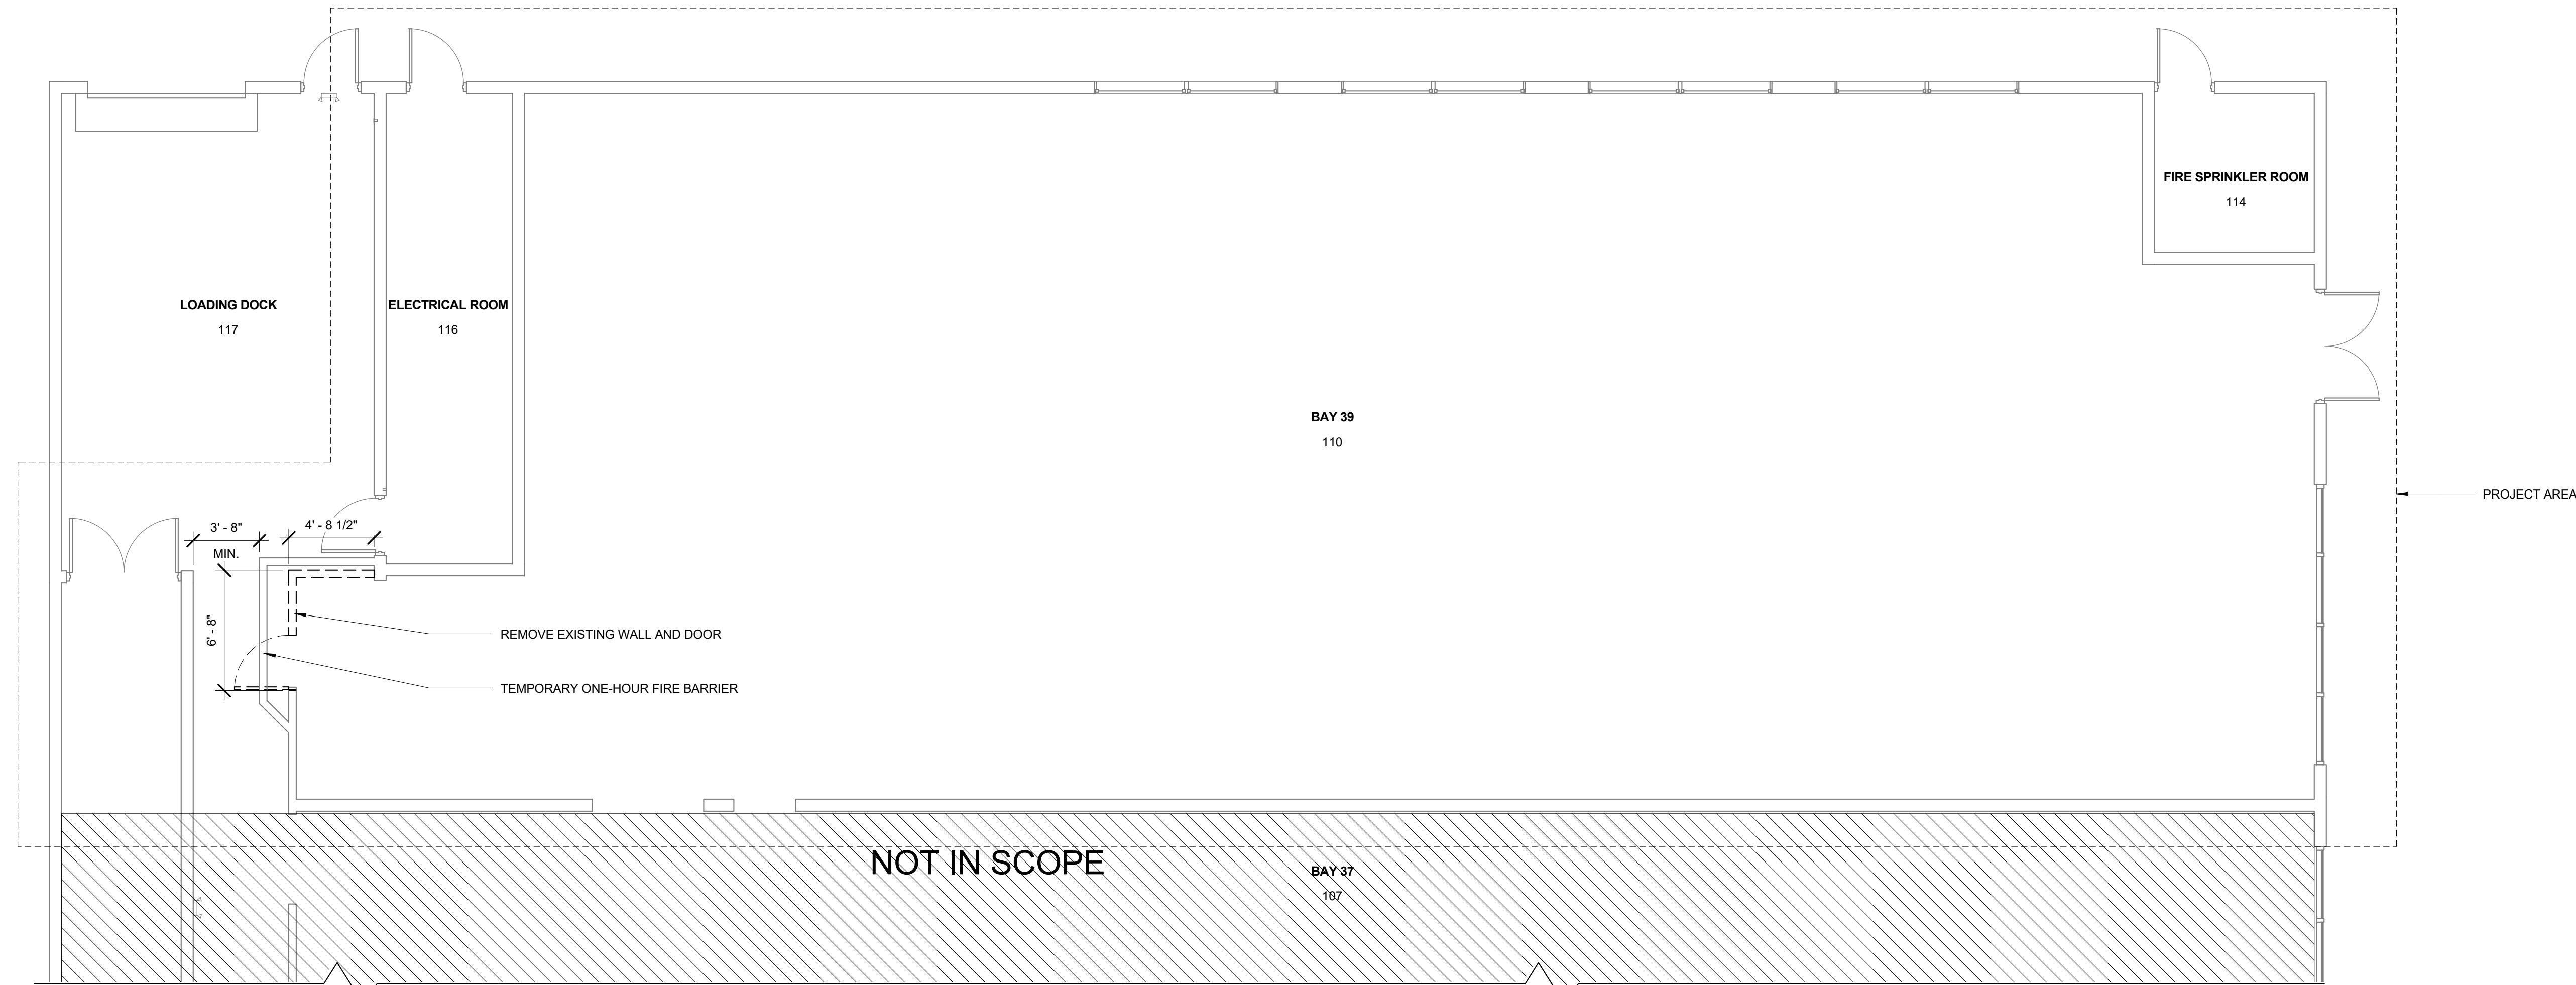 FIRE SPRINKLER ROOM
114
LOADING DOCK
117
ELECTRICAL ROOM
116
BAY 39
110
PROJECT AREA
3' - 8"
MIN.
4' - 8 1/2"
6' - 8"
REMOVE EXISTING WALL AND DOOR
TEMPORARY ONE-HOUR FIRE BARRIER
NOT IN SCOPE
BAY 37
107